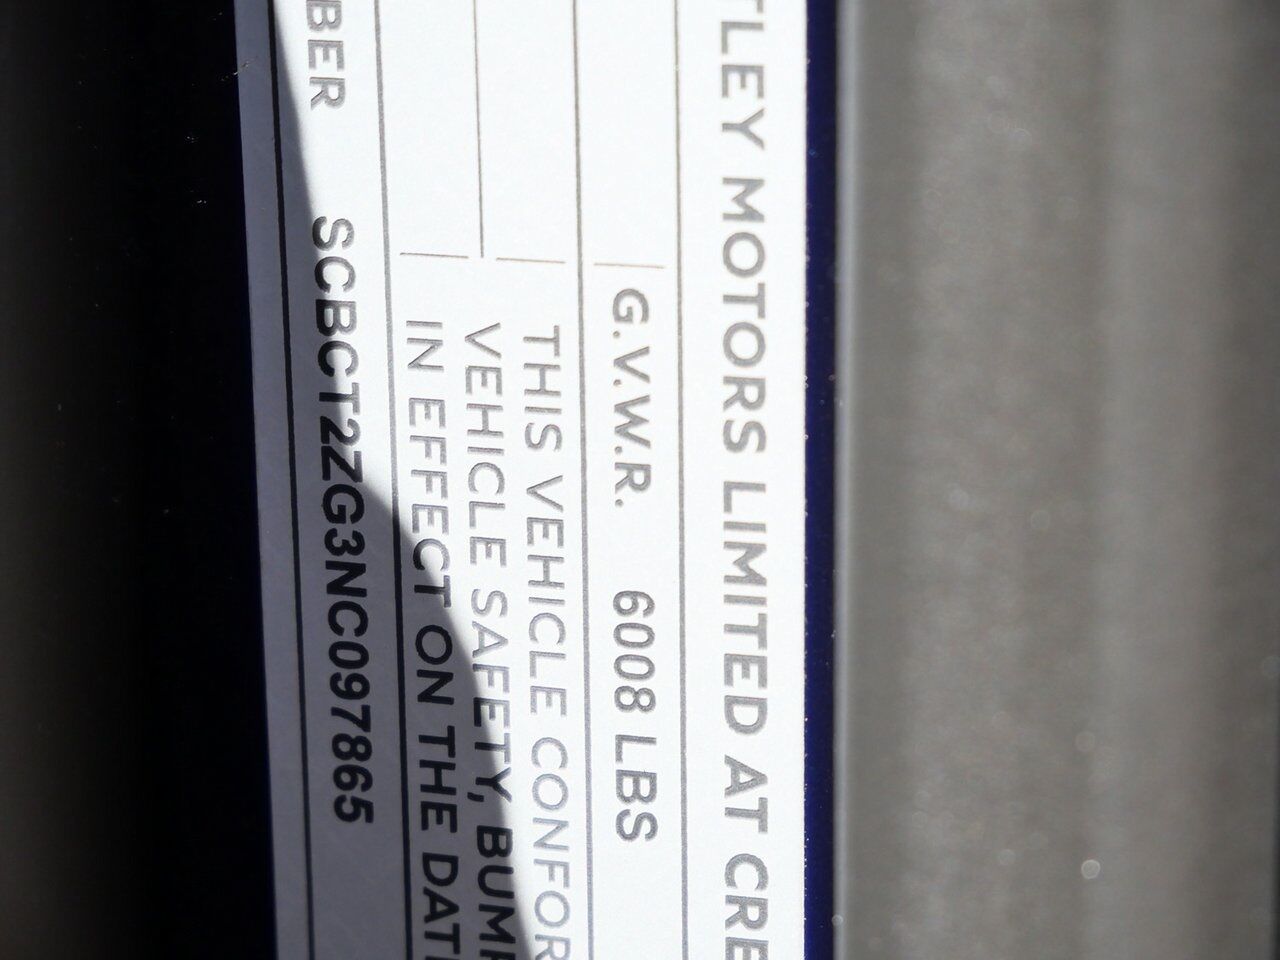 TLEY MOTORS LIMITED AT CRE
G.V.W.R. 6008 LBS
THIS VEHICLE CONFOR
VEHICLE SAFETY, BUMP
IN EFFECT ON THE DATE
BER SCBCT2ZG3NC097865